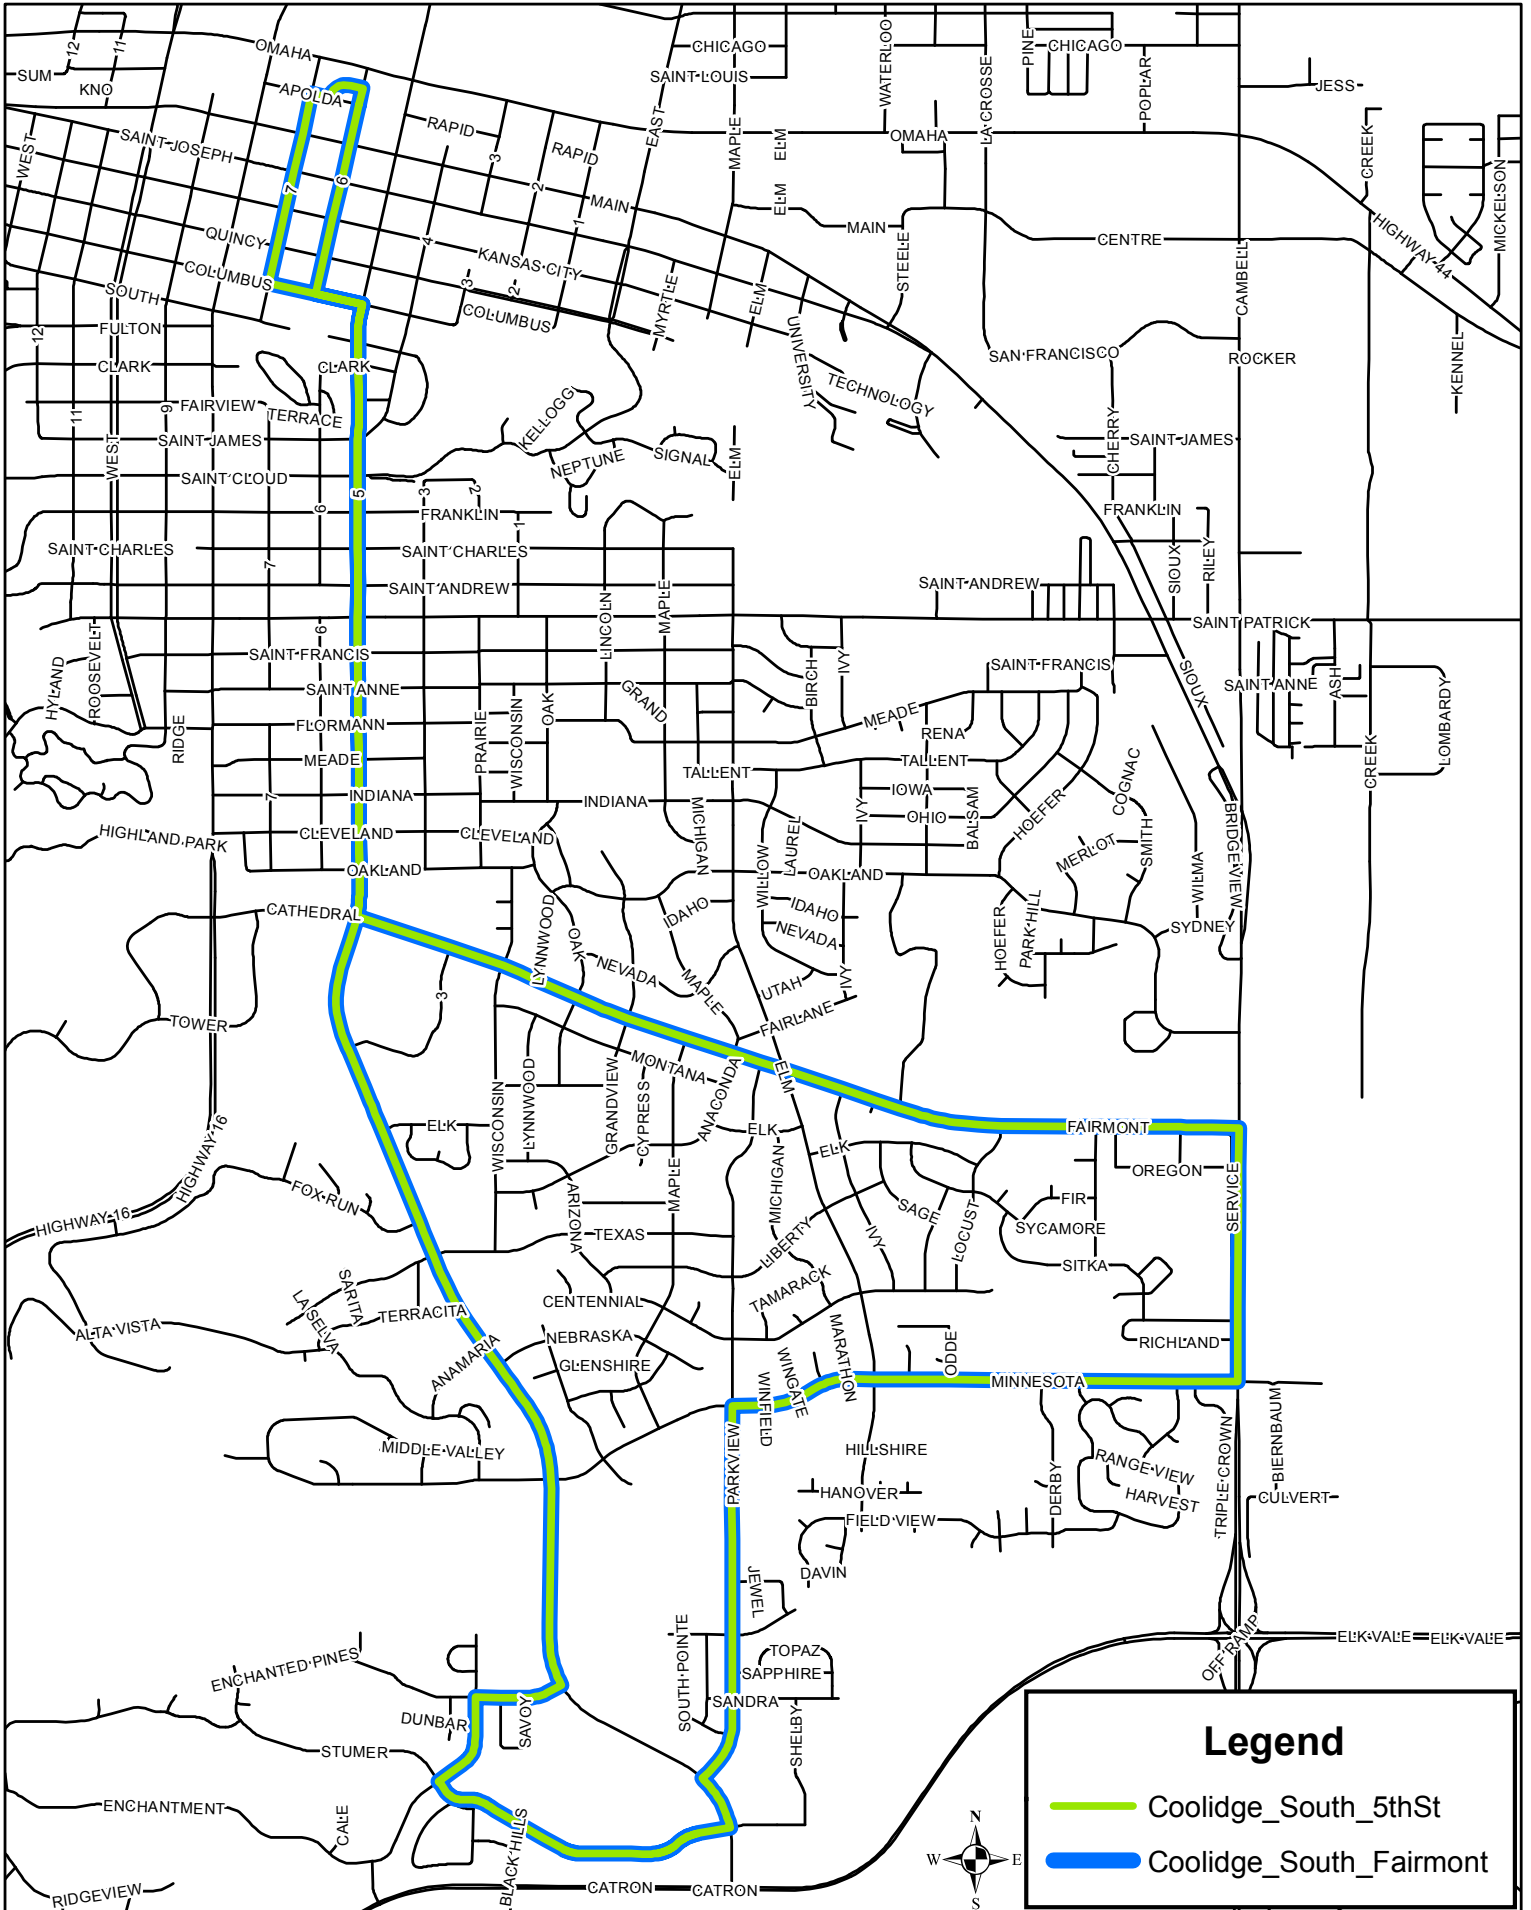 12
11
OMAHA
CHICAGO
WATERLOO
PINE
CHICAGO
SUM
KNO
APOLDA
SAINT LOUIS
LA CROSSE
POPLAR
JESS
WEST
SAINT JOSEPH
RAPID
3
RAPID
EAST
MAPLE
ELM
OMAHA
CREEK
MICKELSON
7
6
2
MAIN
1
ELM
MAIN
STEELE
CENTRE
HIGHWAY 44
QUINCY
4
KANSAS CITY
CAMBELL
COLUMBUS
SOUTH
3
2
COLUMBUS
MYRTLE
ELM
UNIVERSITY
12
FULTON
CLARK
CLARK
SAN FRANCISCO
ROCKER
KENNEL
TECHNOLOGY
11
9
FAIRVIEW
TERRACE
KELLOGG
WEST
SAINT JAMES
CHERRY
SAINT JAMES
SAINT CLOUD
NEPTUNE
SIGNAL
ELM
5
3
2
6
FRANKLIN
1
FRANKLIN
SAINT CHARLES
7
SAINT CHARLES
SIOUX
RILEY
SAINT ANDREW
SAINT ANDREW
LINCOLN
MAPLE
6
SAINT PATRICK
HYLAND
ROOSEVELT
SAINT FRANCIS
BIRCH
IVY
SAINT FRANCIS
SIOUX
SAINT ANNE
SAINT ANNE
ASH
LOMBARDY
RIDGE
FLORMANN
PRAIRIE
WISCONSIN
OAK
GRAND
MEADE
RENA
MEADE
TALLENT
TALLENT
CREEK
7
INDIANA
INDIANA
MICHIGAN
IVY
IOWA
OHIO
BALSAM
HOEFER
COGNAC
HIGHLAND PARK
CLEVELAND
CLEVELAND
WILLOW
LAUREL
MERLOT
SMITH
WILMA
BRIDGEVIEW
OAKLAND
OAKLAND
CATHEDRAL
LYNNWOOD
OAK
IDAHO
IDAHO
NEVADA
HOEFER
PARK HILL
SYDNEY
3
NEVADA
MAPLE
UTAH
IVY
TOWER
FAIRLANE
WISCONSIN
LYNNWOOD
GRANDVIEW
CYPRESS
MONTANA
ANACONDA
ELM
HIGHWAY 16
ELK
ELK
ELK
FAIRMONT
OREGON
FOX RUN
ARIZONA
MAPLE
MICHIGAN
SAGE
LOCUST
FIR
SERVICE
HIGHWAY 16
TEXAS
LIBERTY
IVY
SYCAMORE
SITKA
SARITA
LA SELVA
TERRACITA
CENTENNIAL
TAMARACK
ALTA VISTA
ANAMARIA
NEBRASKA
GLENSHIRE
MARATHON
ODDE
RICHLAND
WINFIELD
WINGATE
MINNESOTA
MIDDLE VALLEY
PARKVIEW
HILLSHIRE
TRIPLE CROWN
BIERNBAUM
HANOVER
DERBY
RANGE VIEW
HARVEST
CULVERT
FIELD VIEW
DAVIN
JEWEL
SOUTH POINTE
TOPAZ
SAPPHIRE
OFF RAMP
ELK VALE
ELK VALE
ENCHANTED PINES
DUNBAR
SAVOY
SANDRA
SHELBY
STUMER
ENCHANTMENT
CALE
BLACK HILLS
CATRON
CATRON
RIDGEVIEW
N
W
E
S
Legend
Coolidge_South_5thSt
Coolidge_South_Fairmont